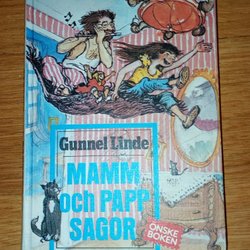 Gunnel Linde
MAMM
och PAPP
SAGOR
ÖNSKE
BOKEN